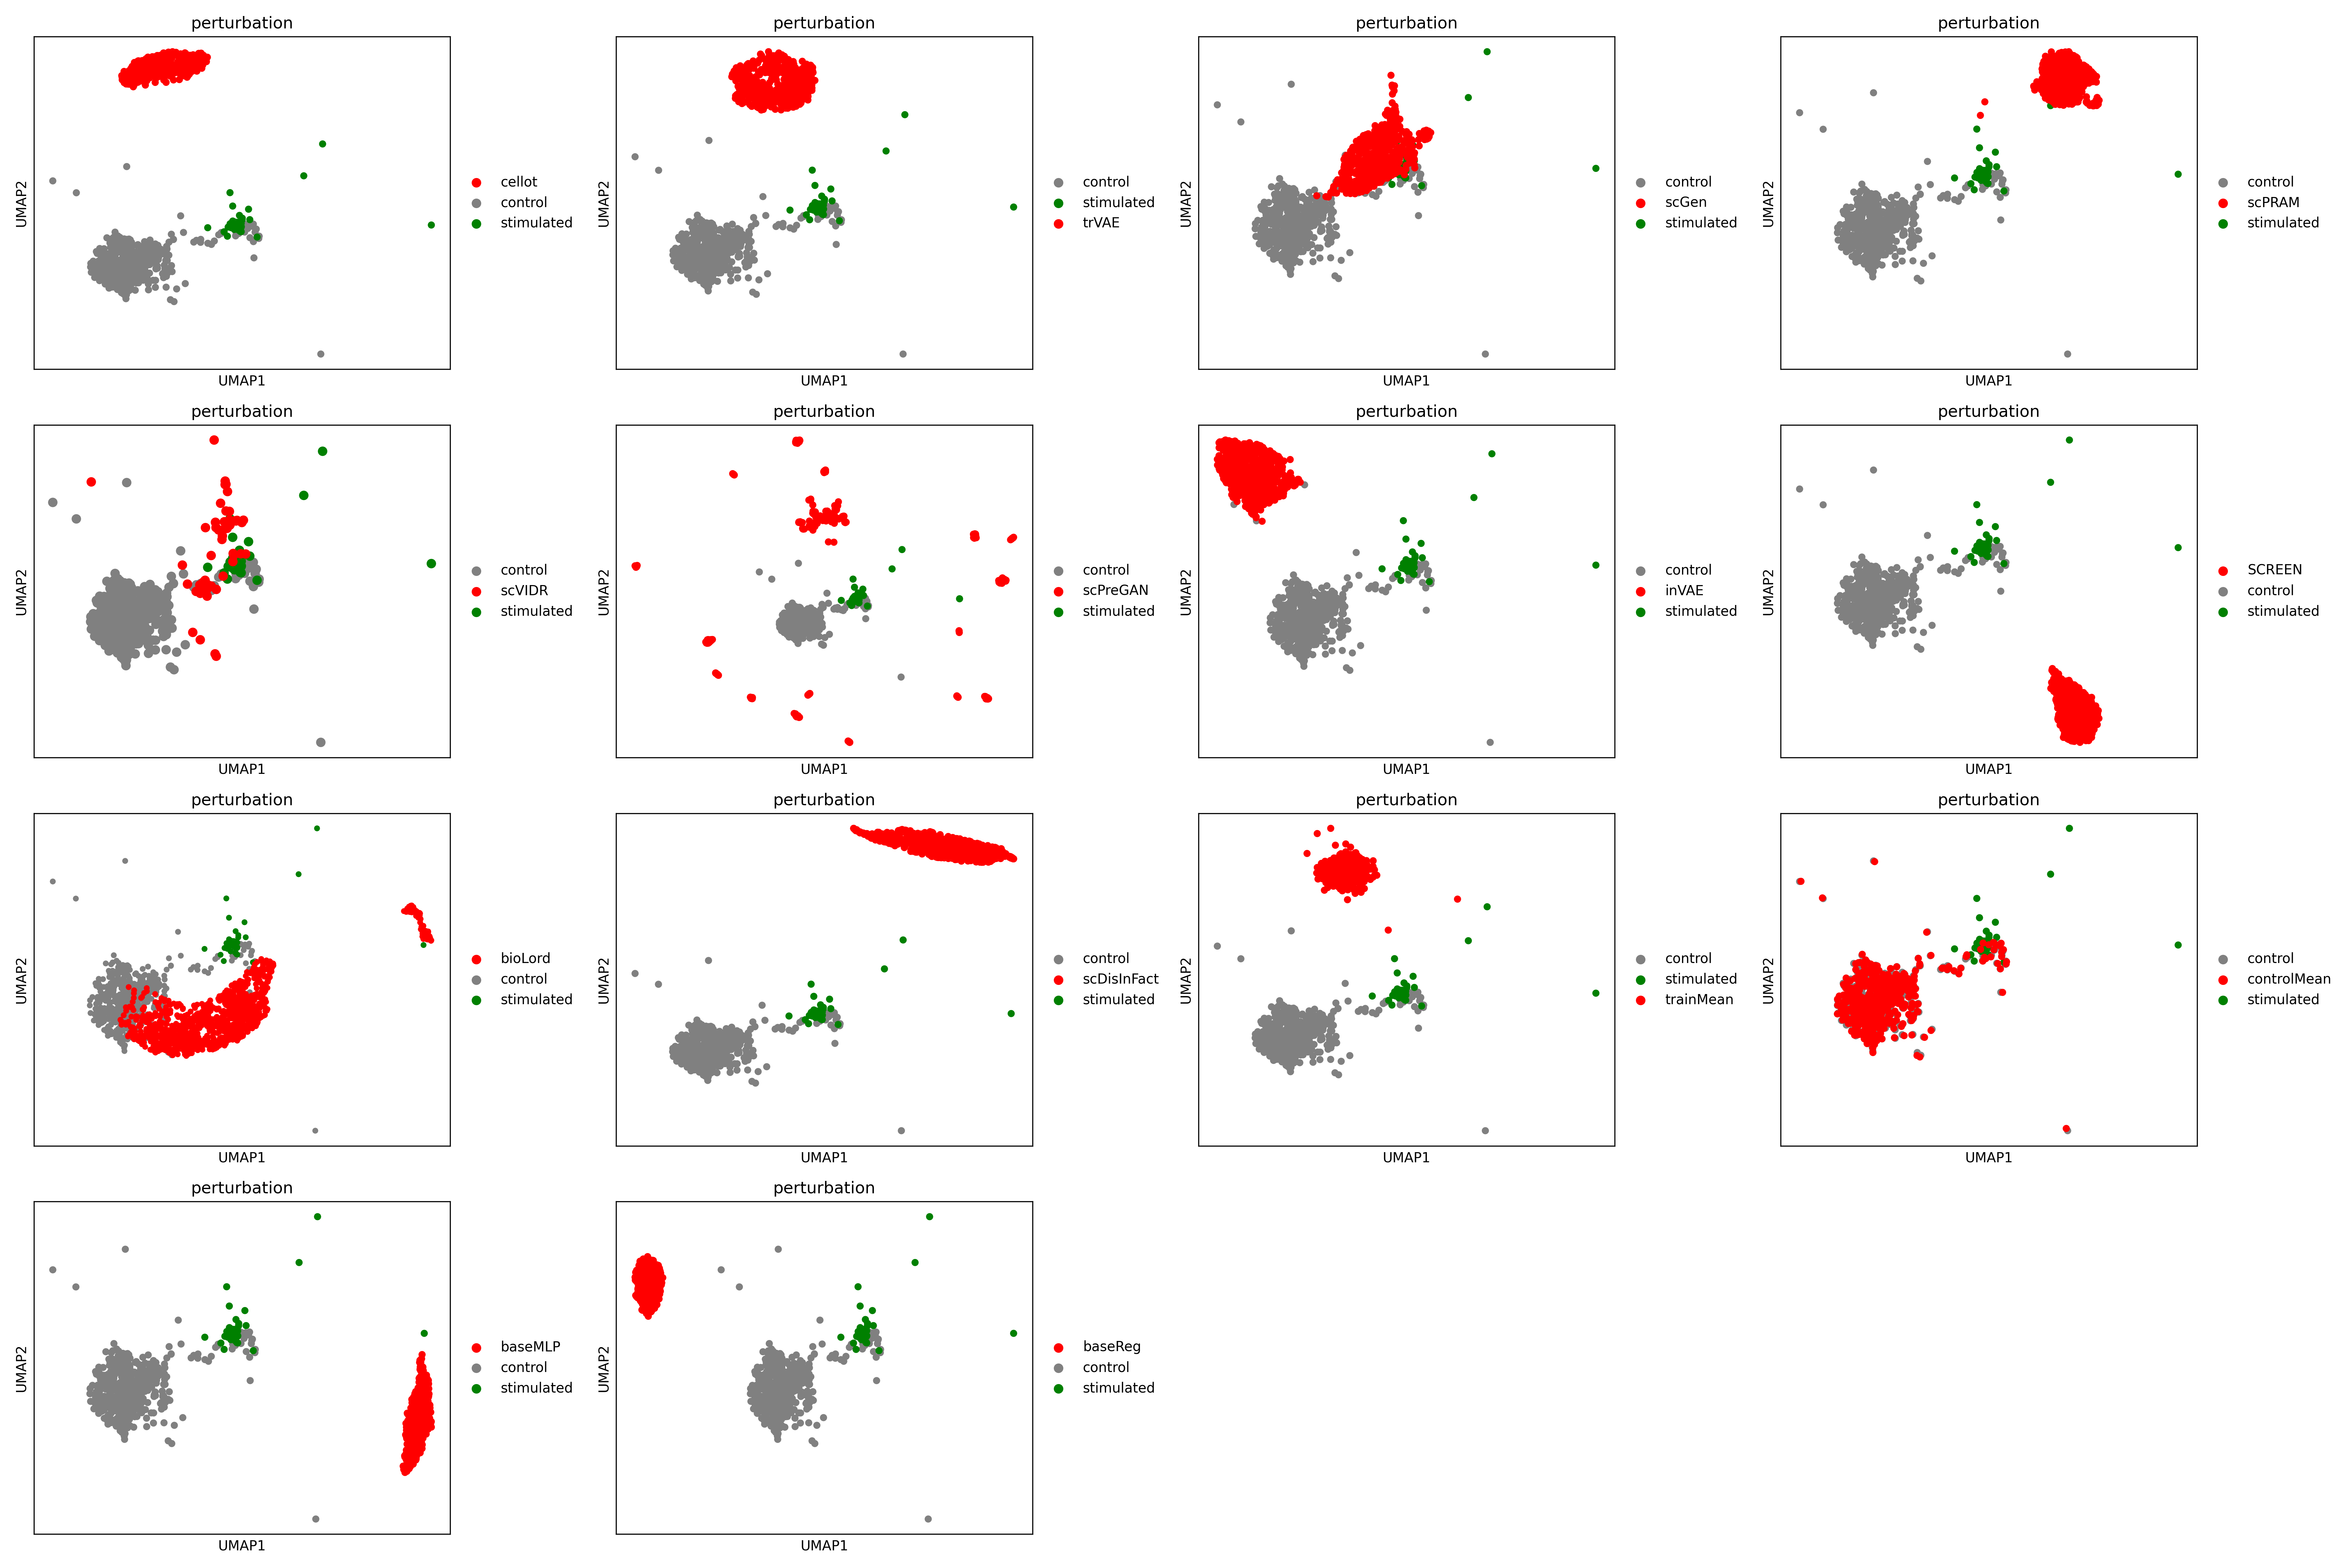 perturbation
UMAP2
UMAP1
cellot
control
stimulated
perturbation
UMAP2
UMAP1
control
stimulated
trVAE
perturbation
UMAP2
UMAP1
control
scGen
stimulated
perturbation
UMAP2
UMAP1
control
scPRAM
stimulated
perturbation
UMAP2
UMAP1
control
scVIDR
stimulated
perturbation
UMAP2
UMAP1
control
scPreGAN
stimulated
perturbation
UMAP2
UMAP1
control
inVAE
stimulated
perturbation
UMAP2
UMAP1
SCREEN
control
stimulated
perturbation
UMAP2
UMAP1
bioLord
control
stimulated
perturbation
UMAP2
UMAP1
control
scDisInFact
stimulated
perturbation
UMAP2
UMAP1
control
stimulated
trainMean
perturbation
UMAP2
UMAP1
control
controlMean
stimulated
perturbation
UMAP2
UMAP1
baseMLP
control
stimulated
perturbation
UMAP2
UMAP1
baseReg
control
stimulated